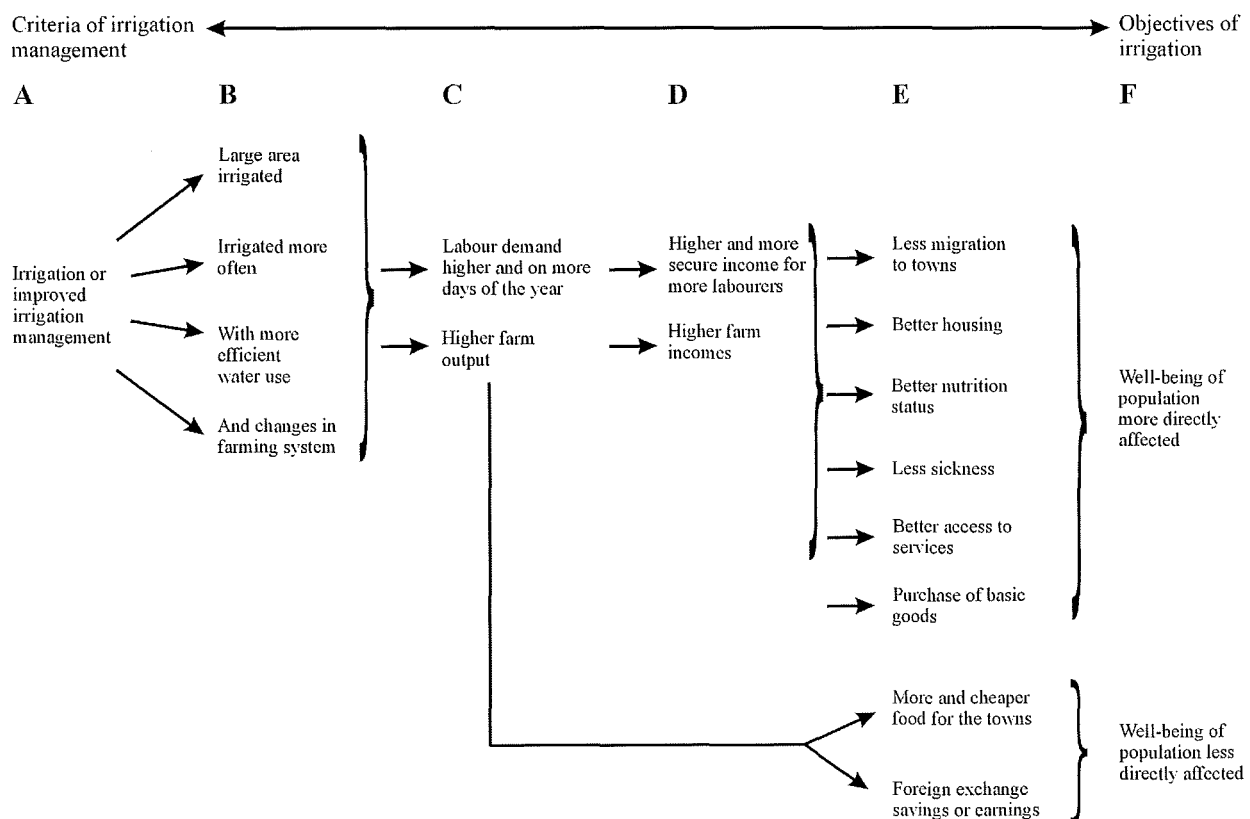 Criteria of irrigation
management
Objectives of
irrigation
A
B
C
D
E
F
Irrigation or
improved
irrigation
management
Large area
irrigated
Irrigated more
often
With more
efficient
water use
And changes in
farming system
Labour demand
higher and on more
days of the year
Higher farm
output
Higher and more
secure income for
more labourers
Higher farm
incomes
Less migration
to towns
Better housing
Better nutrition
status
Less sickness
Better access to
services
Purchase of basic
goods
More and cheaper
food for the towns
Foreign exchange
savings or earnings
Well-being of
population
more directly
affected
Well-being of
population less
directly affected